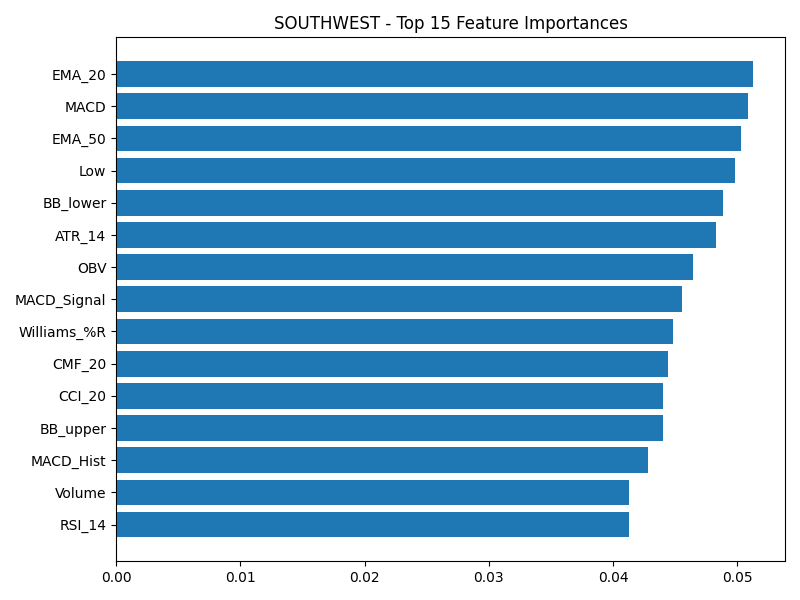 SOUTHWEST - Top 15 Feature Importances
EMA_20
MACD
EMA_50
Low
BB_lower
ATR_14
OBV
MACD_Signal
Williams_%R
CMF_20
CCI_20
BB_upper
MACD_Hist
Volume
RSI_14
0.00 0.01 0.02 0.03 0.04 0.05